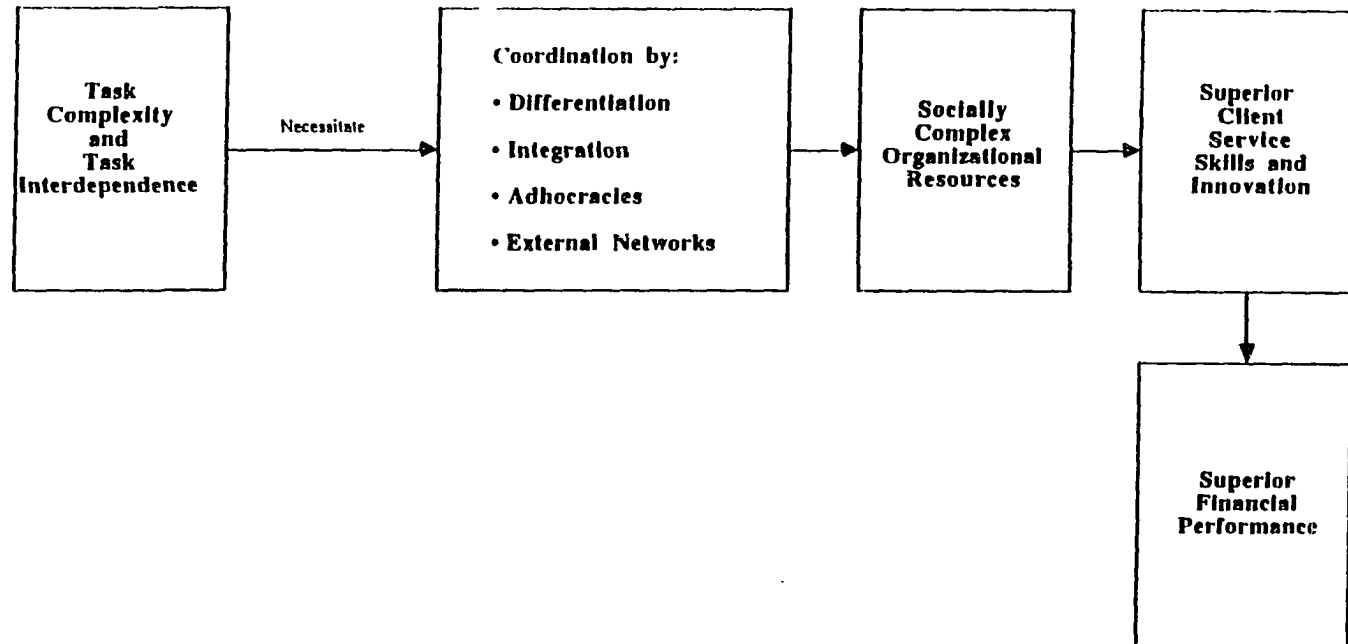 Task
Complexity
and
Task
Interdependence
Necessitate
Coordination by:
• Differentiation
• Integration
• Adhocracies
• External Networks
Socially
Complex
Organizational
Resources
Superior
Client
Service
Skills and
Innovation
Superior
Financial
Performance